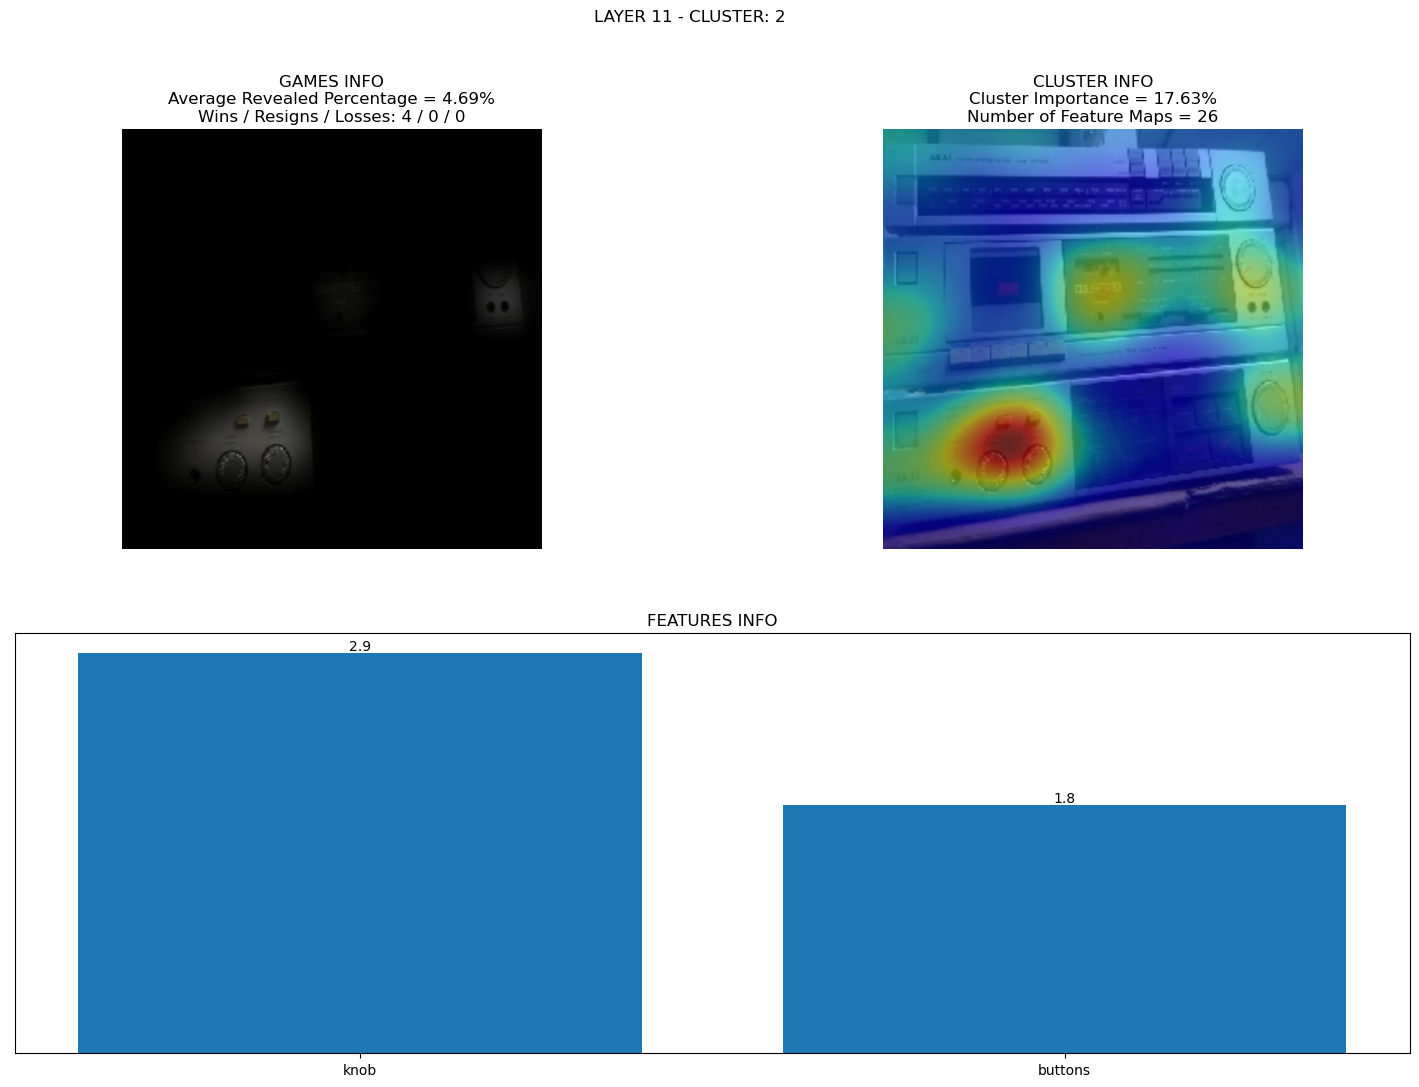 LAYER 11 - CLUSTER: 2
GAMES INFO
Average Revealed Percentage = 4.69%
Wins / Resigns / Losses: 4 / 0 / 0
CLUSTER INFO
Cluster Importance = 17.63%
Number of Feature Maps = 26
AKAI
FEATURES INFO
2.9
1.8
knob
buttons